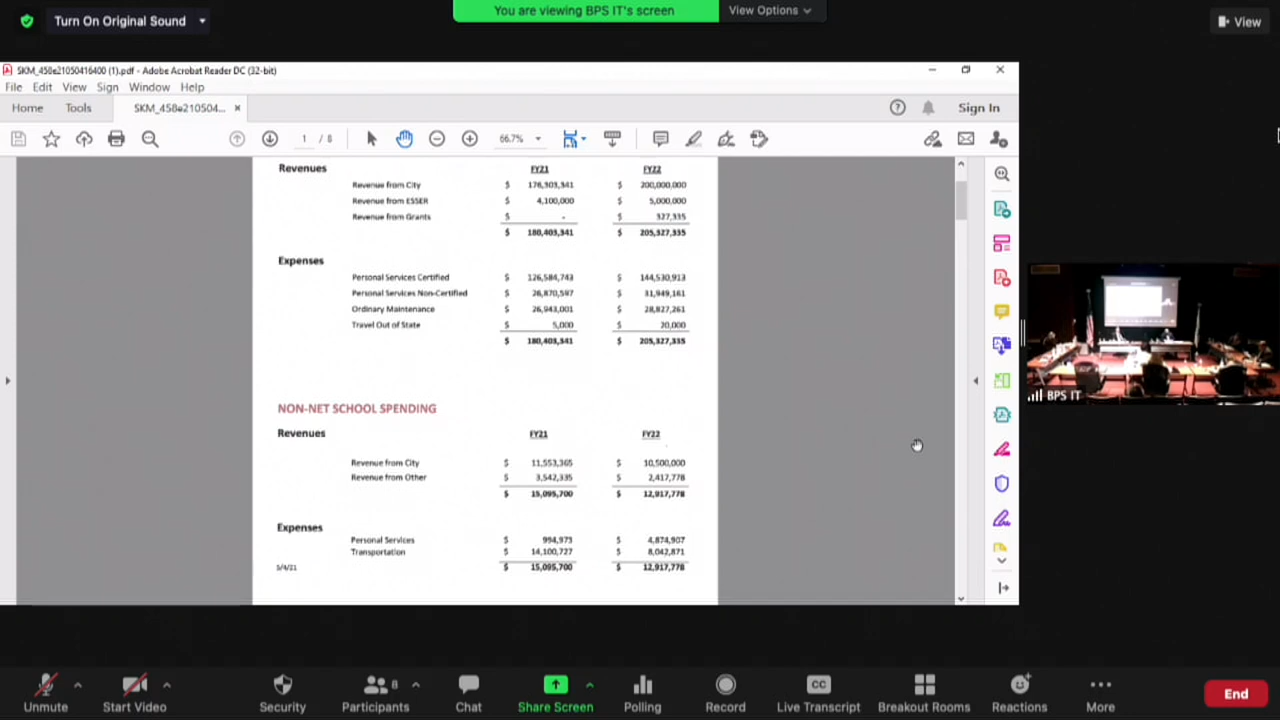 Turn On Original Sound
You are viewing BPS IT's screen
View Options
View
SKM_458e21050416400 (1).pdf - Adobe Acrobat Reader DC (32-bit)
File Edit View Sign Window Help
Home Tools SKM_458e210504... × Sign In
1 / 8 66.7%
Revenues FY21 FY22
Revenue from City $ 176,303,341 $ 200,000,000
Revenue from ESSER $ 4,100,000 $ 5,000,000
Revenue from Grants $ - $ 327,335
$ 180,403,341 $ 205,327,335
Expenses
Personal Services Certified $ 126,584,743 $ 144,530,913
Personal Services Non-Certified $ 26,870,597 $ 31,949,161
Ordinary Maintenance $ 26,943,001 $ 28,827,261
Travel Out of State $ 5,000 $ 20,000
$ 180,403,341 $ 205,327,335
NON-NET SCHOOL SPENDING
Revenues FY21 FY22
Revenue from City $ 11,553,365 $ 10,500,000
Revenue from Other $ 3,542,335 $ 2,417,778
$ 15,095,700 $ 12,917,778
Expenses
Personal Services $ 994,973 $ 4,874,907
Transportation $ 14,100,727 $ 8,042,871
5/4/21 $ 15,095,700 $ 12,917,778
BPS IT
8
Unmute Start Video Security Participants Chat Share Screen Polling Record Live Transcript Breakout Rooms Reactions More End
CC